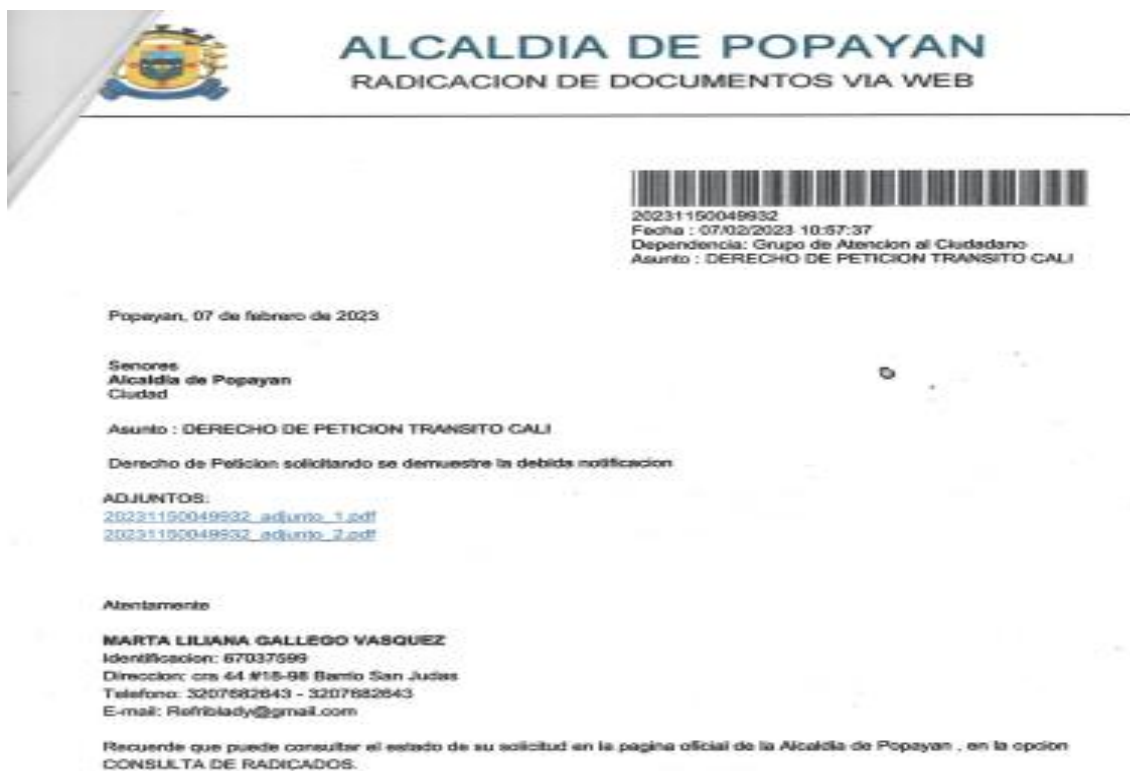 ALCALDIA DE POPAYAN
RADICACION DE DOCUMENTOS VIA WEB
20231150049932
Fecha : 07/02/2023 10:57:37
Dependencia: Grupo de Atencion al Ciudadano
Asunto : DERECHO DE PETICION TRANSITO CALI
Popayan, 07 de febrero de 2023
Senores
Alcaldia de Popayan
Ciudad
Asunto : DERECHO DE PETICION TRANSITO CALI
Derecho de Peticion solicitando se demuestre la debida notificacion
ADJUNTOS:
20231150049932_adjunto_1.pdf
20231150049932_adjunto_2.pdf
Atentamente
MARTA LILIANA GALLEGO VASQUEZ
Identificacion: 67037599
Direccion: cra 44 #15-98 Barrio San Judas
Telefono: 3207682643 - 3207682643
E-mail: Refriblady@gmail.com
Recuerde que puede consultar el estado de su solicitud en la pagina oficial de la Alcaldia de Popayan , en la opcion
CONSULTA DE RADICADOS.